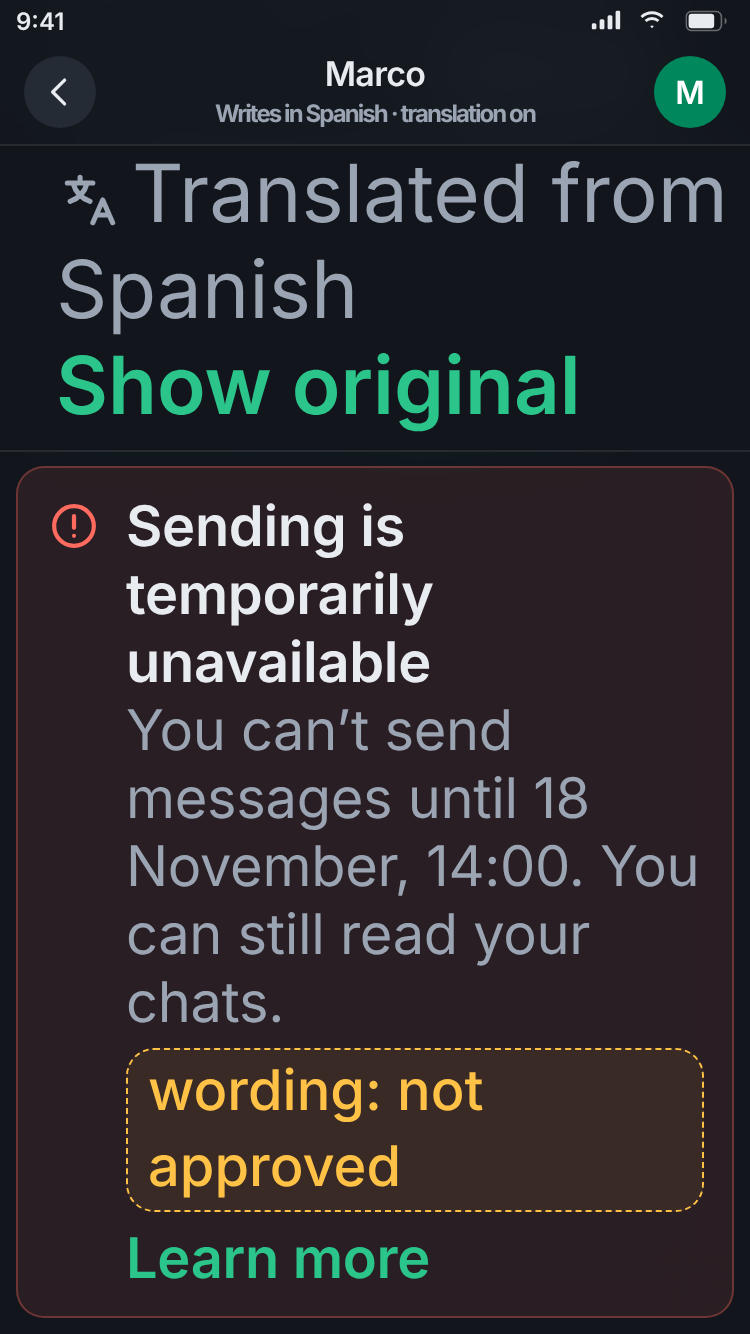 9:41
Marco
Writes in Spanish · translation on
M
Translated from
Spanish
Show original
Sending is
temporarily
unavailable
You can’t send
messages until 18
November, 14:00. You
can still read your
chats.
wording: not
approved
Learn more